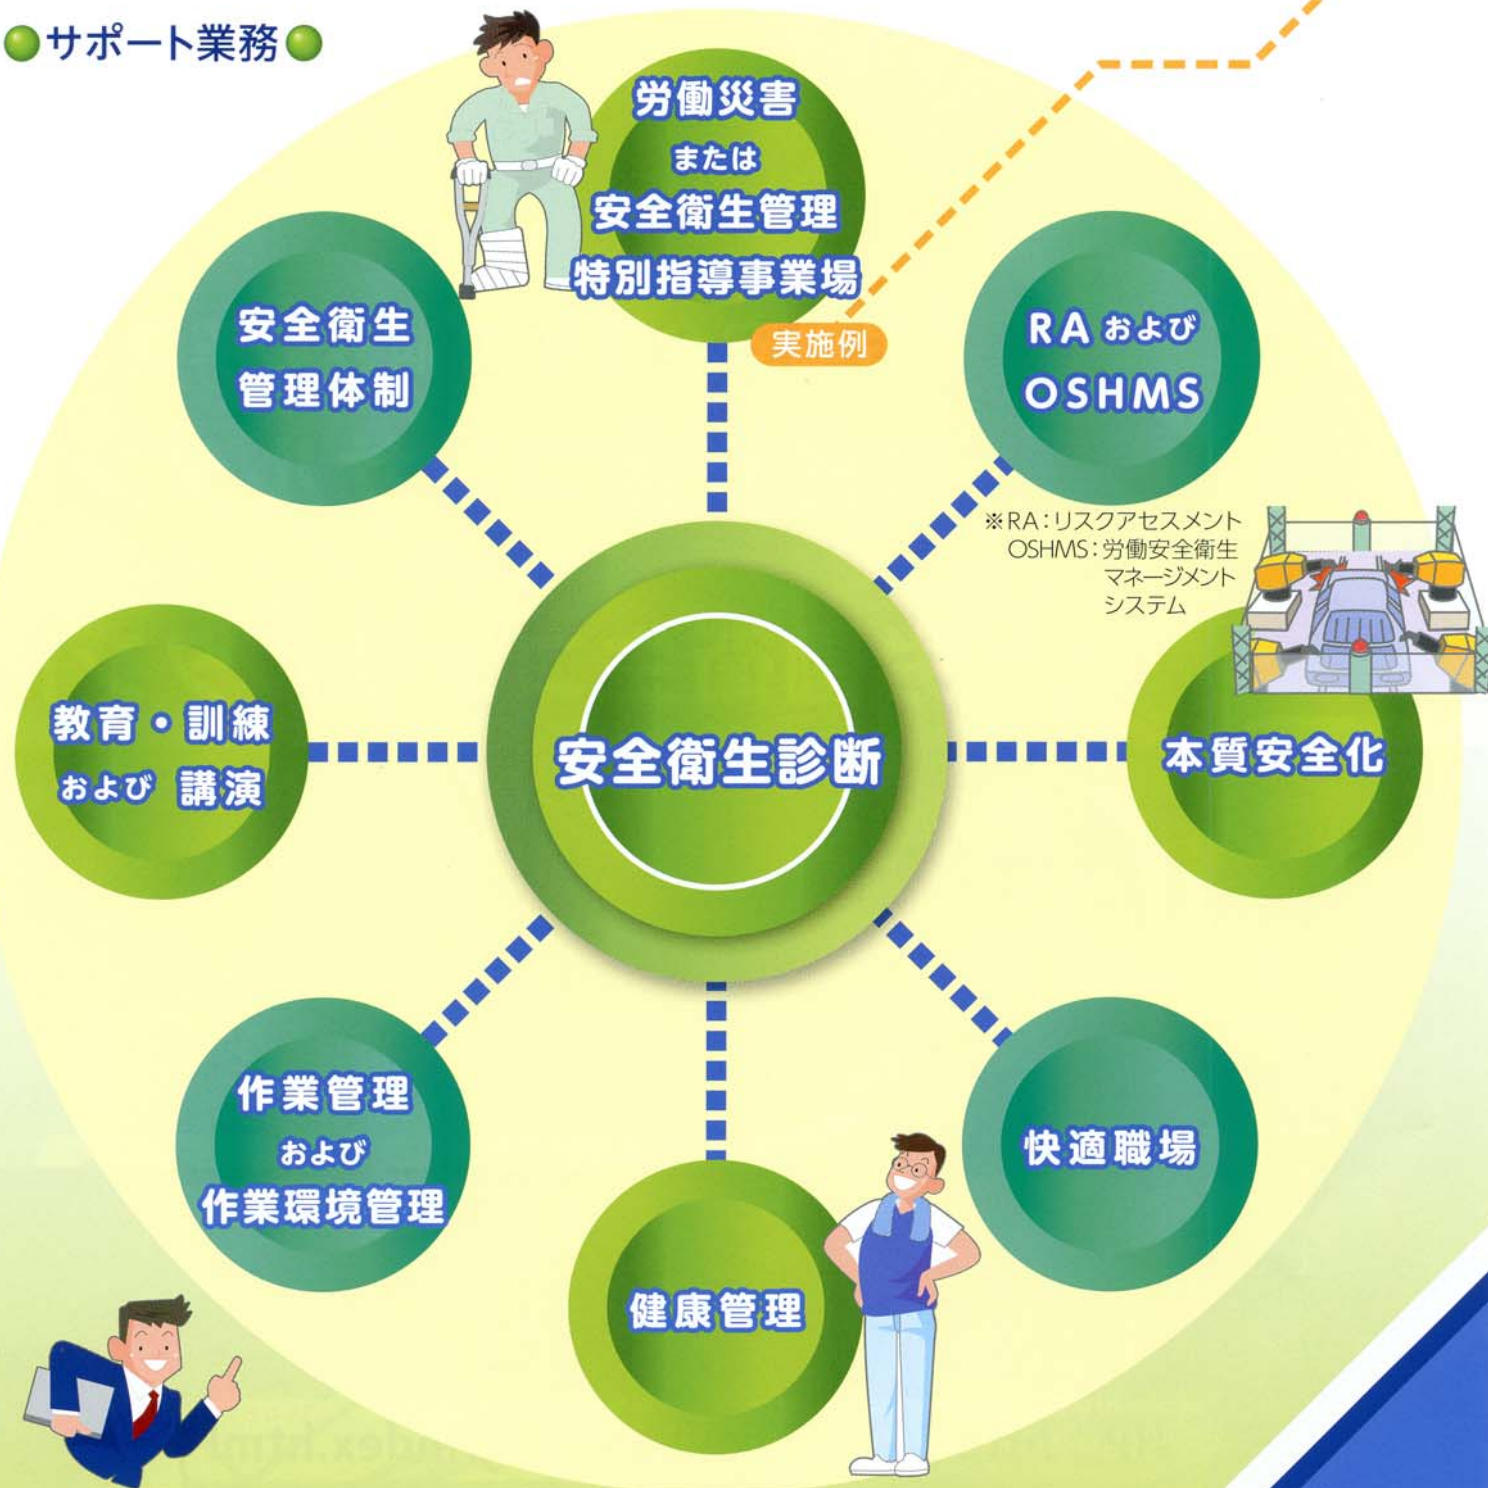 サポート業務
労働災害
または
安全衛生管理
特別指導事業場
実施例
安全衛生
管理体制
RA および
OSHMS
※RA：リスクアセスメント
OSHMS：労働安全衛生
マネージメント
システム
教育・訓練
および 講演
安全衛生診断
本質安全化
作業管理
および
作業環境管理
快適職場
健康管理